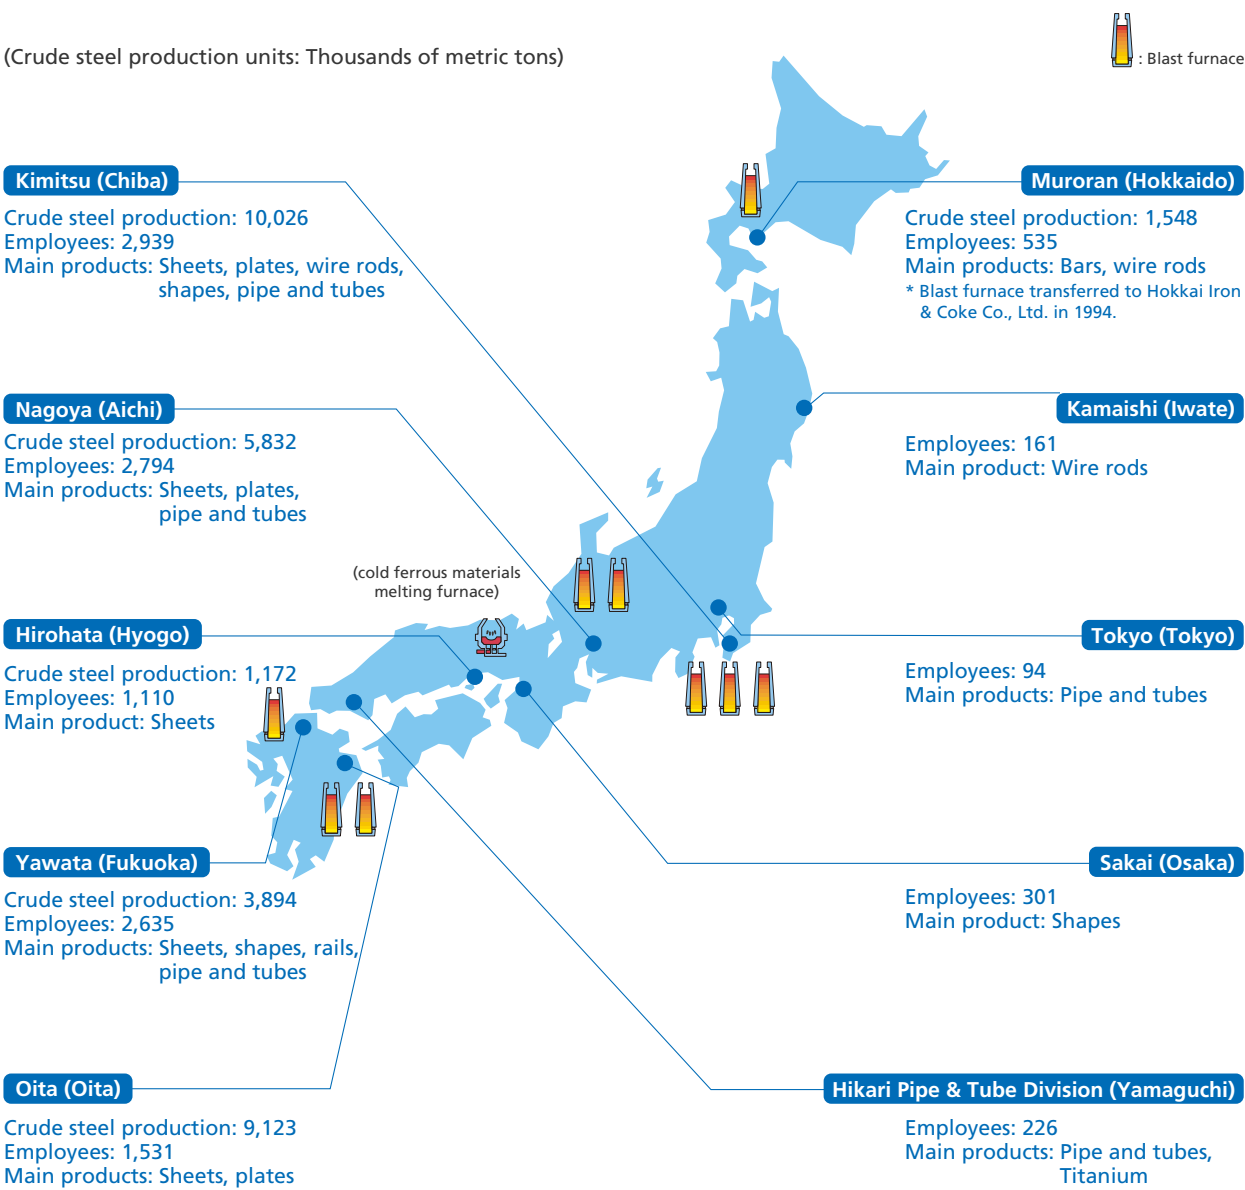 (Crude steel production units: Thousands of metric tons)
: Blast furnace
Kimitsu (Chiba)
Crude steel production: 10,026
Employees: 2,939
Main products: Sheets, plates, wire rods,
shapes, pipe and tubes
Muroran (Hokkaido)
Crude steel production: 1,548
Employees: 535
Main products: Bars, wire rods
* Blast furnace transferred to Hokkai Iron
& Coke Co., Ltd. in 1994.
Nagoya (Aichi)
Crude steel production: 5,832
Employees: 2,794
Main products: Sheets, plates,
pipe and tubes
Kamaishi (Iwate)
Employees: 161
Main product: Wire rods
(cold ferrous materials
melting furnace)
Hirohata (Hyogo)
Crude steel production: 1,172
Employees: 1,110
Main product: Sheets
Tokyo (Tokyo)
Employees: 94
Main products: Pipe and tubes
Yawata (Fukuoka)
Crude steel production: 3,894
Employees: 2,635
Main products: Sheets, shapes, rails,
pipe and tubes
Sakai (Osaka)
Employees: 301
Main product: Shapes
Oita (Oita)
Crude steel production: 9,123
Employees: 1,531
Main products: Sheets, plates
Hikari Pipe & Tube Division (Yamaguchi)
Employees: 226
Main products: Pipe and tubes,
Titanium